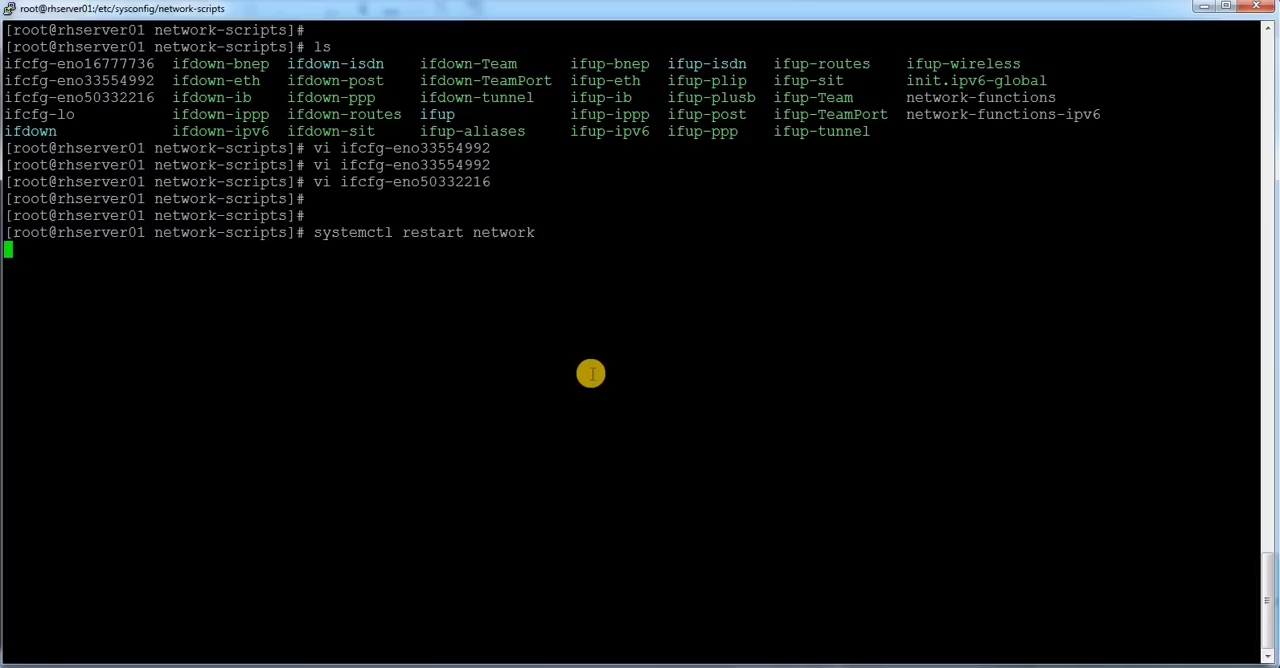 root@rhserver01:/etc/sysconfig/network-scripts
[root@rhserver01 network-scripts]#
[root@rhserver01 network-scripts]# ls
ifcfg-eno16777736 ifdown-bnep ifdown-isdn ifdown-Team ifup-bnep ifup-isdn ifup-routes ifup-wireless
ifcfg-eno33554992 ifdown-eth ifdown-post ifdown-TeamPort ifup-eth ifup-plip ifup-sit init.ipv6-global
ifcfg-eno50332216 ifdown-ib ifdown-ppp ifdown-tunnel ifup-ib ifup-plusb ifup-Team network-functions
ifcfg-lo ifdown-ippp ifdown-routes ifup ifup-ippp ifup-post ifup-TeamPort network-functions-ipv6
ifdown ifdown-ipv6 ifdown-sit ifup-aliases ifup-ipv6 ifup-ppp ifup-tunnel
[root@rhserver01 network-scripts]# vi ifcfg-eno33554992
[root@rhserver01 network-scripts]# vi ifcfg-eno33554992
[root@rhserver01 network-scripts]# vi ifcfg-eno50332216
[root@rhserver01 network-scripts]#
[root@rhserver01 network-scripts]#
[root@rhserver01 network-scripts]# systemctl restart network